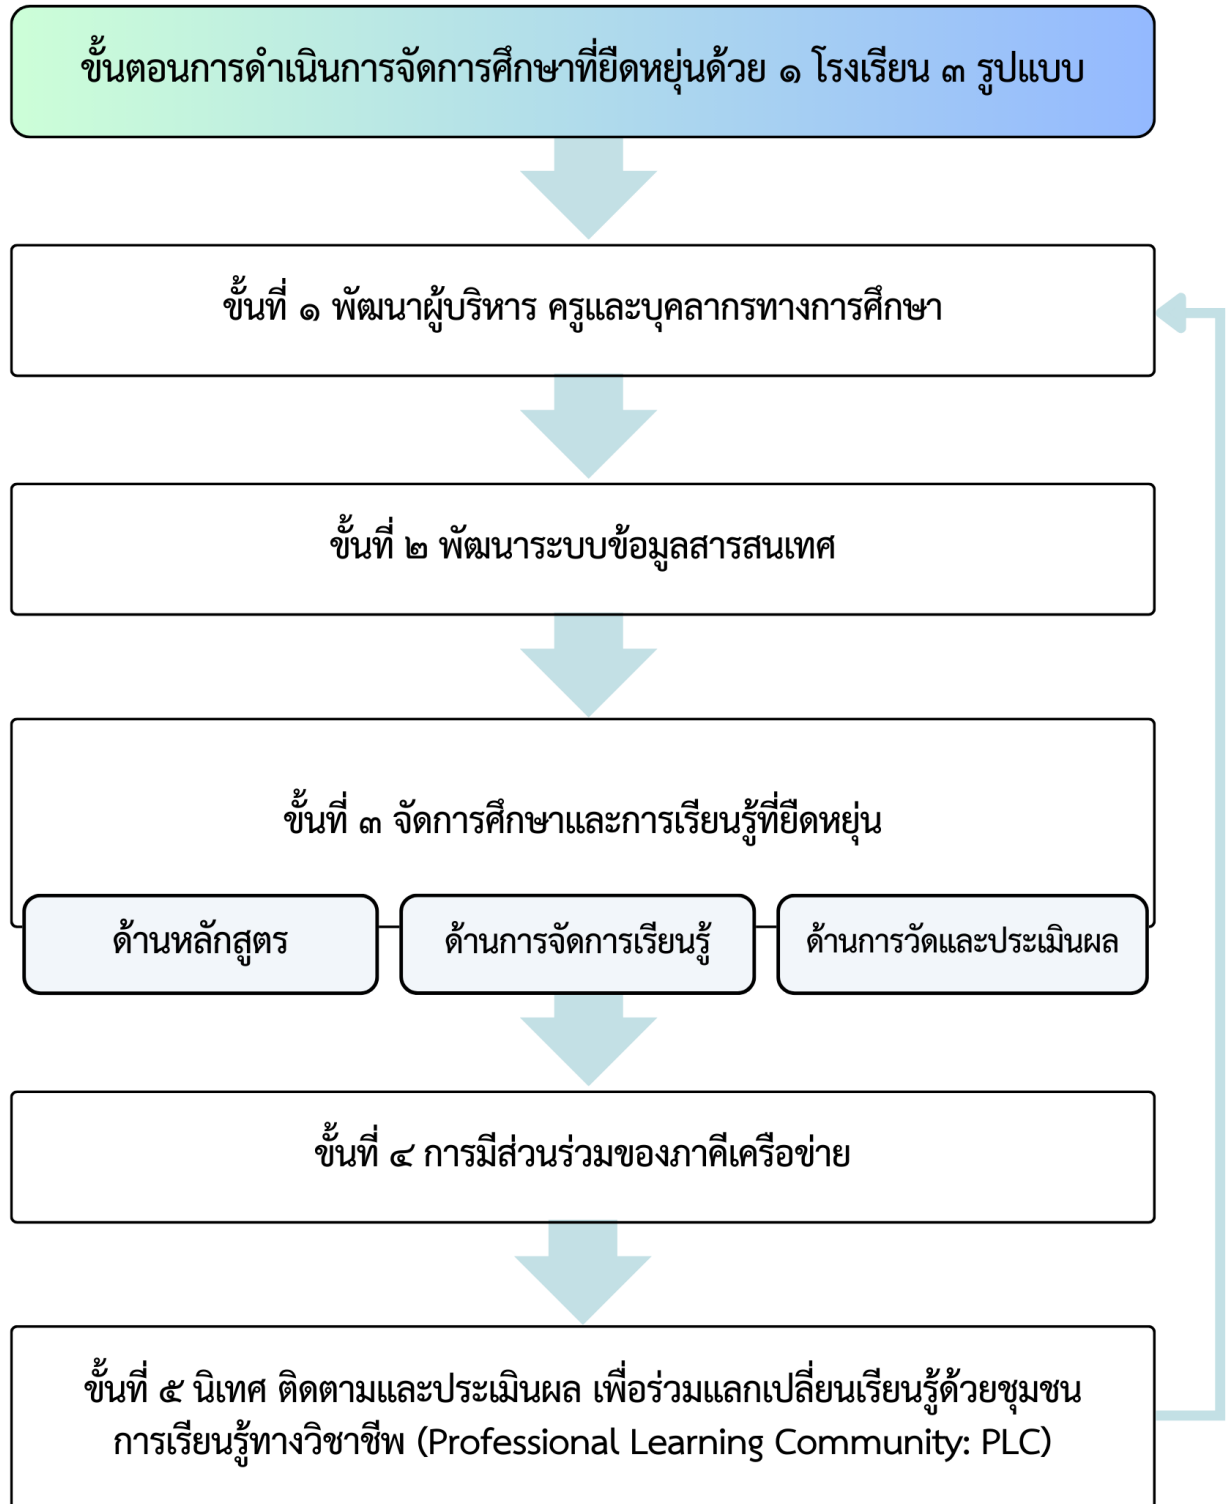 ขั้นตอนการดำเนินการจัดการศึกษาที่ยืดหยุ่นด้วย ๑ โรงเรียน ๓ รูปแบบ
ขั้นที่ ๑ พัฒนาผู้บริหาร ครูและบุคลากรทางการศึกษา
ขั้นที่ ๒ พัฒนาระบบข้อมูลสารสนเทศ
ขั้นที่ ๓ จัดการศึกษาและการเรียนรู้ที่ยืดหยุ่น
ด้านหลักสูตร
ด้านการจัดการเรียนรู้
ด้านการวัดและประเมินผล
ขั้นที่ ๔ การมีส่วนร่วมของภาคีเครือข่าย
ขั้นที่ ๕ นิเทศ ติดตามและประเมินผล เพื่อร่วมแลกเปลี่ยนเรียนรู้ด้วยชุมชน
การเรียนรู้ทางวิชาชีพ (Professional Learning Community: PLC)